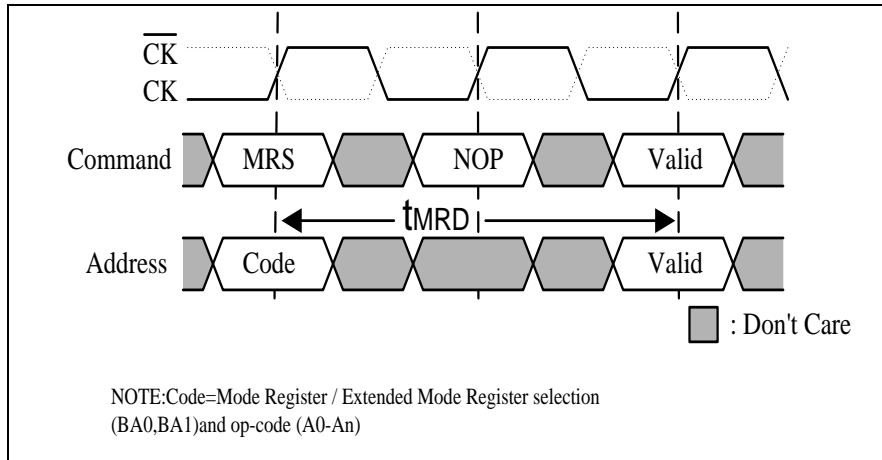 CK
CK
Command MRS NOP Valid
tMRD
Address Code Valid
: Don't Care
NOTE:Code=Mode Register / Extended Mode Register selection
(BA0,BA1)and op-code (A0-An)